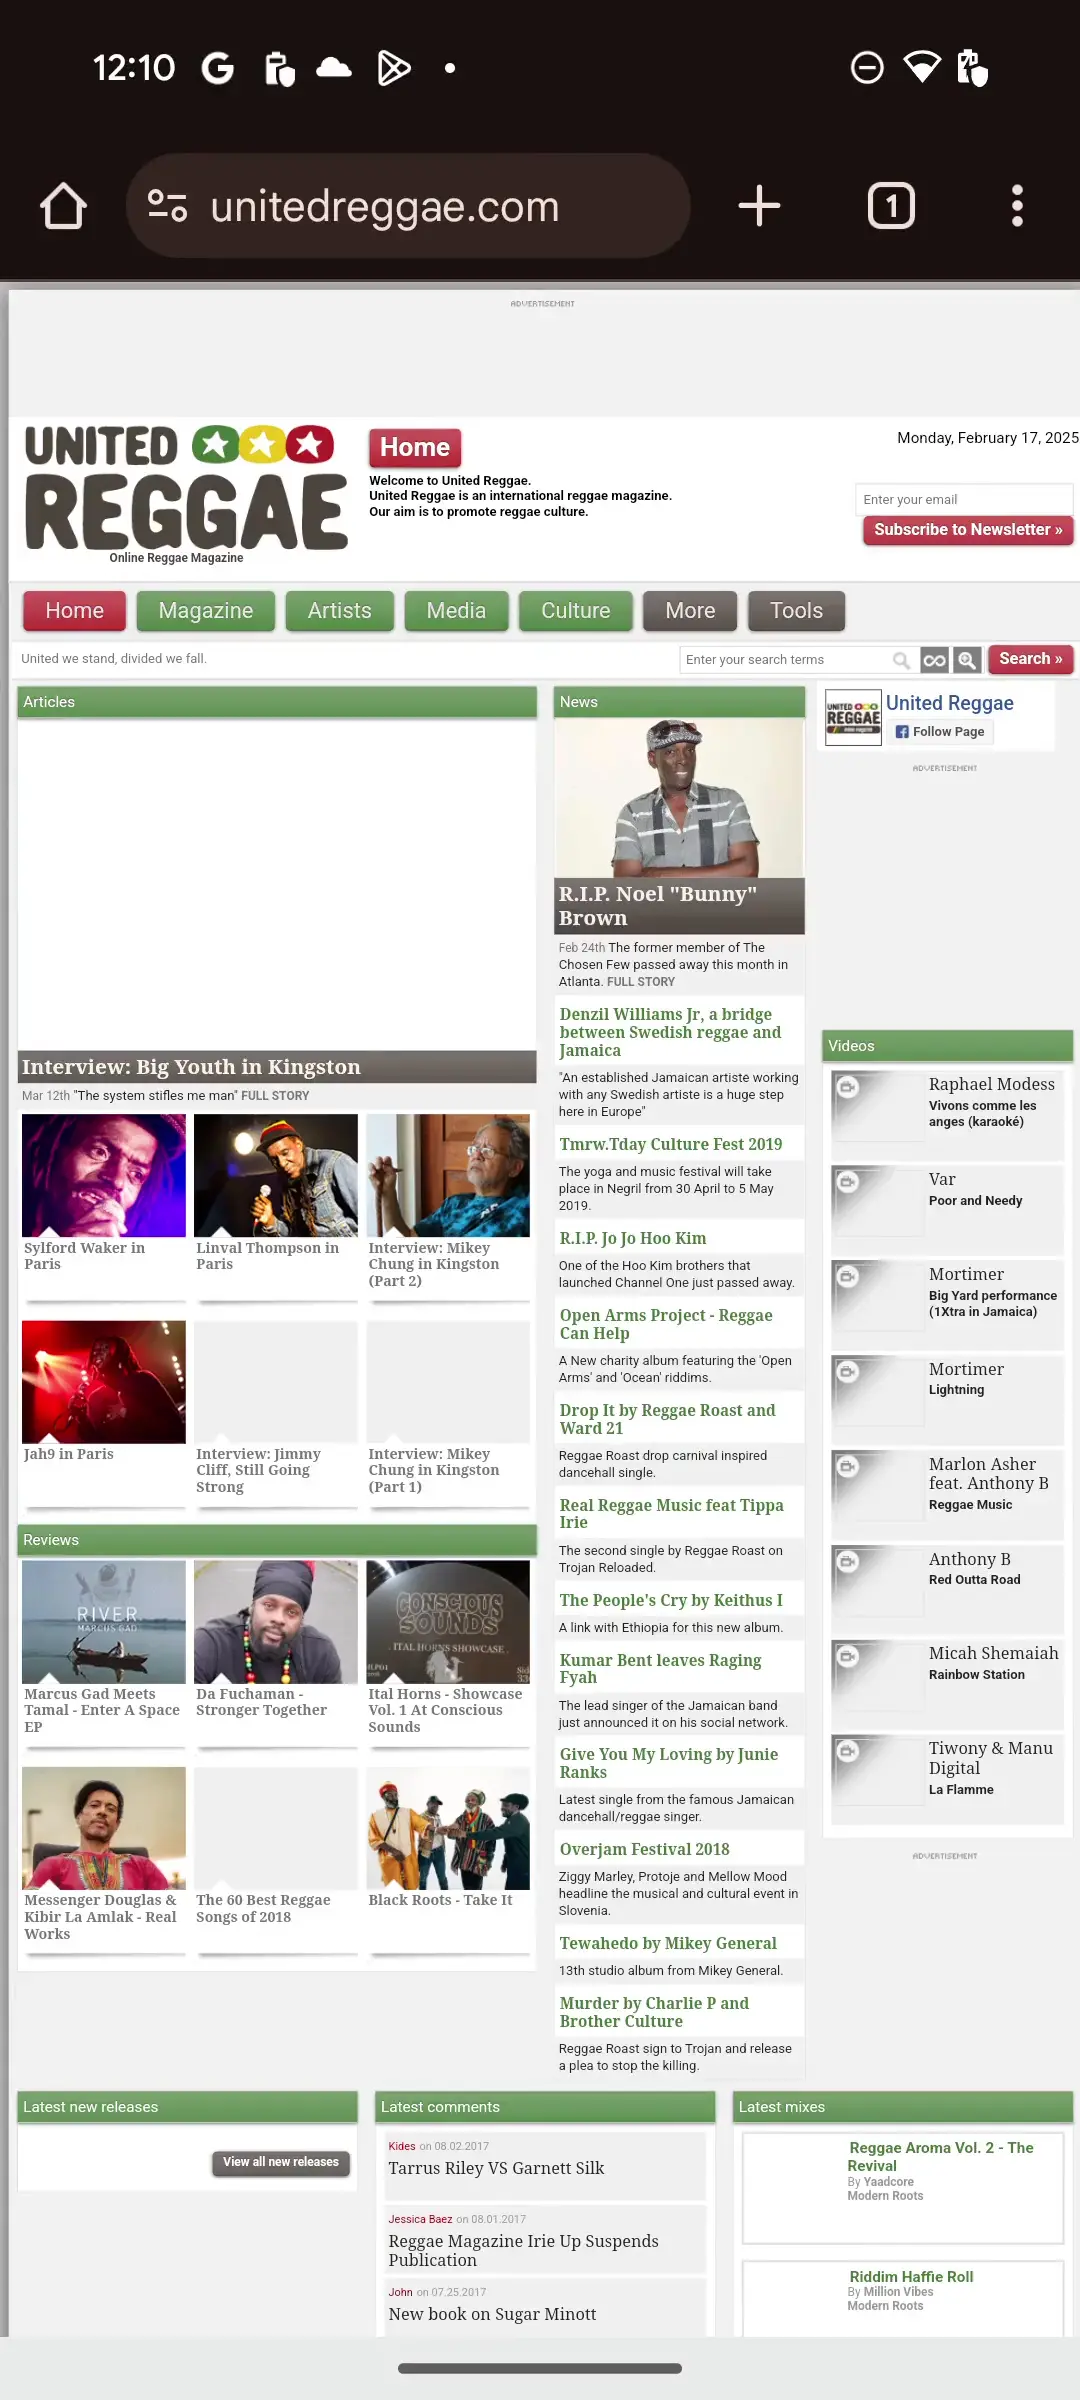 12:10
unitedreggae.com
1
ADVERTISEMENT
UNITED
REGGAE
Online Reggae Magazine
Home
Welcome to United Reggae.
United Reggae is an international reggae magazine.
Our aim is to promote reggae culture.
Monday, February 17, 2025
Enter your email
Subscribe to Newsletter »
Home
Magazine
Artists
Media
Culture
More
Tools
United we stand, divided we fall.
Enter your search terms
Search »
Articles
Interview: Big Youth in Kingston
Mar 12th "The system stifles me man" FULL STORY
Sylford Waker in
Paris
Linval Thompson in
Paris
Interview: Mikey
Chung in Kingston
(Part 2)
Jah9 in Paris
Interview: Jimmy
Cliff, Still Going
Strong
Interview: Mikey
Chung in Kingston
(Part 1)
Reviews
RIVER
MARCUS GAD
CONSCIOUS
SOUNDS
ITAL HORNS SHOWCASE
Marcus Gad Meets
Tamal - Enter A Space
EP
Da Fuchaman -
Stronger Together
Ital Horns - Showcase
Vol. 1 At Conscious
Sounds
Messenger Douglas &
Kibir La Amlak - Real
Works
The 60 Best Reggae
Songs of 2018
Black Roots - Take It
News
R.I.P. Noel "Bunny"
Brown
Feb 24th The former member of The
Chosen Few passed away this month in
Atlanta. FULL STORY
Denzil Williams Jr, a bridge
between Swedish reggae and
Jamaica
"An established Jamaican artiste working
with any Swedish artiste is a huge step
here in Europe"
Tmrw.Tday Culture Fest 2019
The yoga and music festival will take
place in Negril from 30 April to 5 May
2019.
R.I.P. Jo Jo Hoo Kim
One of the Hoo Kim brothers that
launched Channel One just passed away.
Open Arms Project - Reggae
Can Help
A New charity album featuring the 'Open
Arms' and 'Ocean' riddims.
Drop It by Reggae Roast and
Ward 21
Reggae Roast drop carnival inspired
dancehall single.
Real Reggae Music feat Tippa
Irie
The second single by Reggae Roast on
Trojan Reloaded.
The People's Cry by Keithus I
A link with Ethiopia for this new album.
Kumar Bent leaves Raging
Fyah
The lead singer of the Jamaican band
just announced it on his social network.
Give You My Loving by Junie
Ranks
Latest single from the famous Jamaican
dancehall/reggae singer.
Overjam Festival 2018
Ziggy Marley, Protoje and Mellow Mood
headline the musical and cultural event in
Slovenia.
Tewahedo by Mikey General
13th studio album from Mikey General.
Murder by Charlie P and
Brother Culture
Reggae Roast sign to Trojan and release
a plea to stop the killing.
UNITED
REGGAE
United Reggae
Follow Page
ADVERTISEMENT
Videos
Raphael Modess
Vivons comme les
anges (karaoké)
Var
Poor and Needy
Mortimer
Big Yard performance
(1Xtra in Jamaica)
Mortimer
Lightning
Marlon Asher
feat. Anthony B
Reggae Music
Anthony B
Red Outta Road
Micah Shemaiah
Rainbow Station
Tiwony & Manu
Digital
La Flamme
ADVERTISEMENT
Latest new releases
View all new releases
Latest comments
Kides on 08.02.2017
Tarrus Riley VS Garnett Silk
Jessica Baez on 08.01.2017
Reggae Magazine Irie Up Suspends
Publication
John on 07.25.2017
New book on Sugar Minott
Latest mixes
Reggae Aroma Vol. 2 - The
Revival
By Yaadcore
Modern Roots
Riddim Haffie Roll
By Million Vibes
Modern Roots